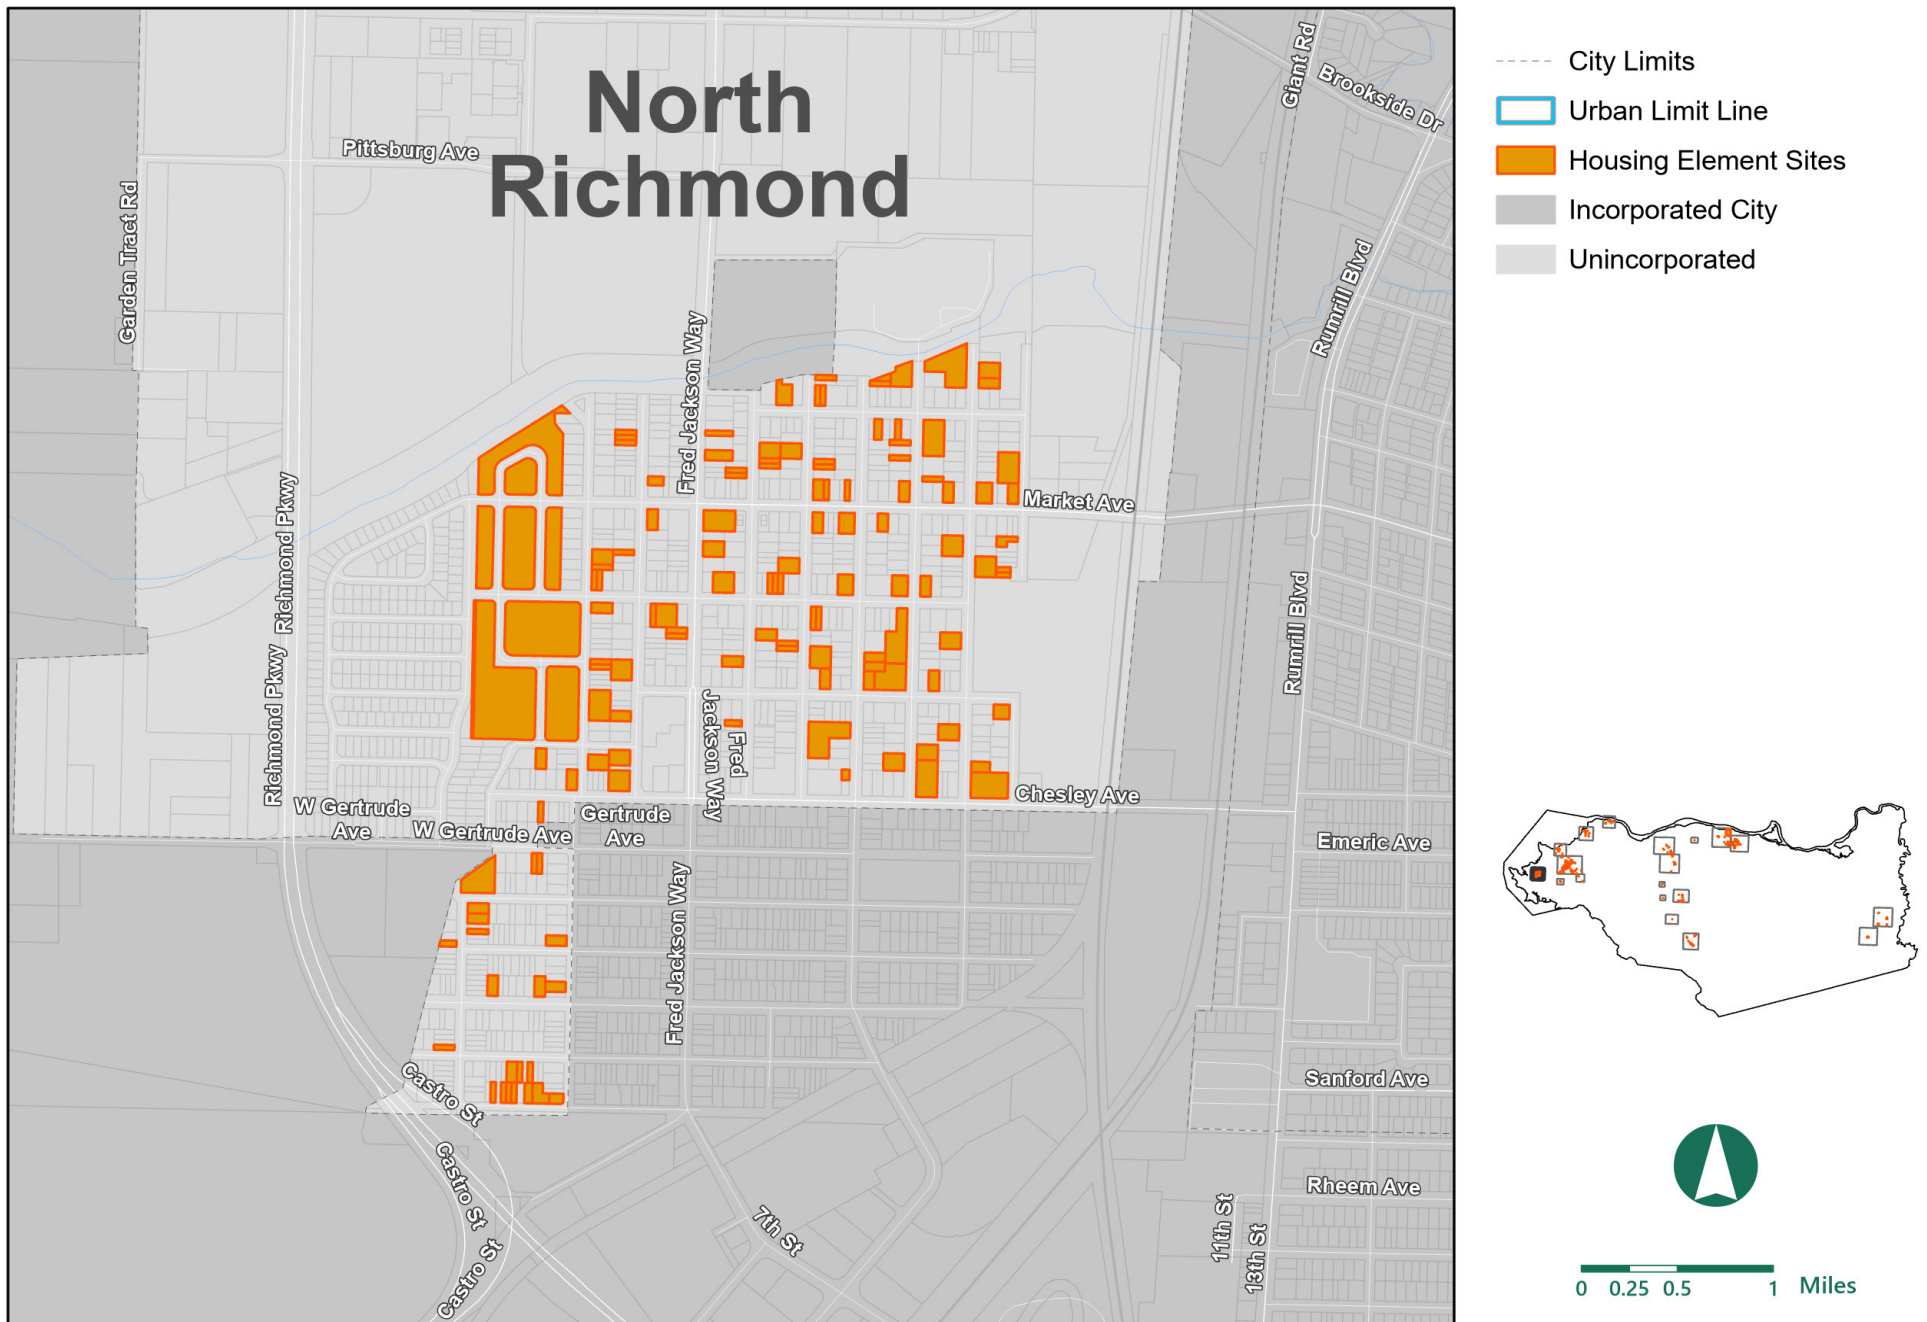 North
Richmond
Pittsburg Ave
Garden Tract Rd
Giant Rd
Brookside Dr
Rumrill Blvd
Fred Jackson Way
Market Ave
Richmond Pkwy
Richmond Pkwy
Rumrill Blvd
Jackson Way
Fred
Chesley Ave
W Gertrude
Ave
W Gertrude Ave
Gertrude
Ave
Emeric Ave
Fred Jackson Way
Castro St
Sanford Ave
Castro St
Castro St
7th St
Rheem Ave
11th St
13th St
City Limits
Urban Limit Line
Housing Element Sites
Incorporated City
Unincorporated
0 0.25 0.5 1 Miles